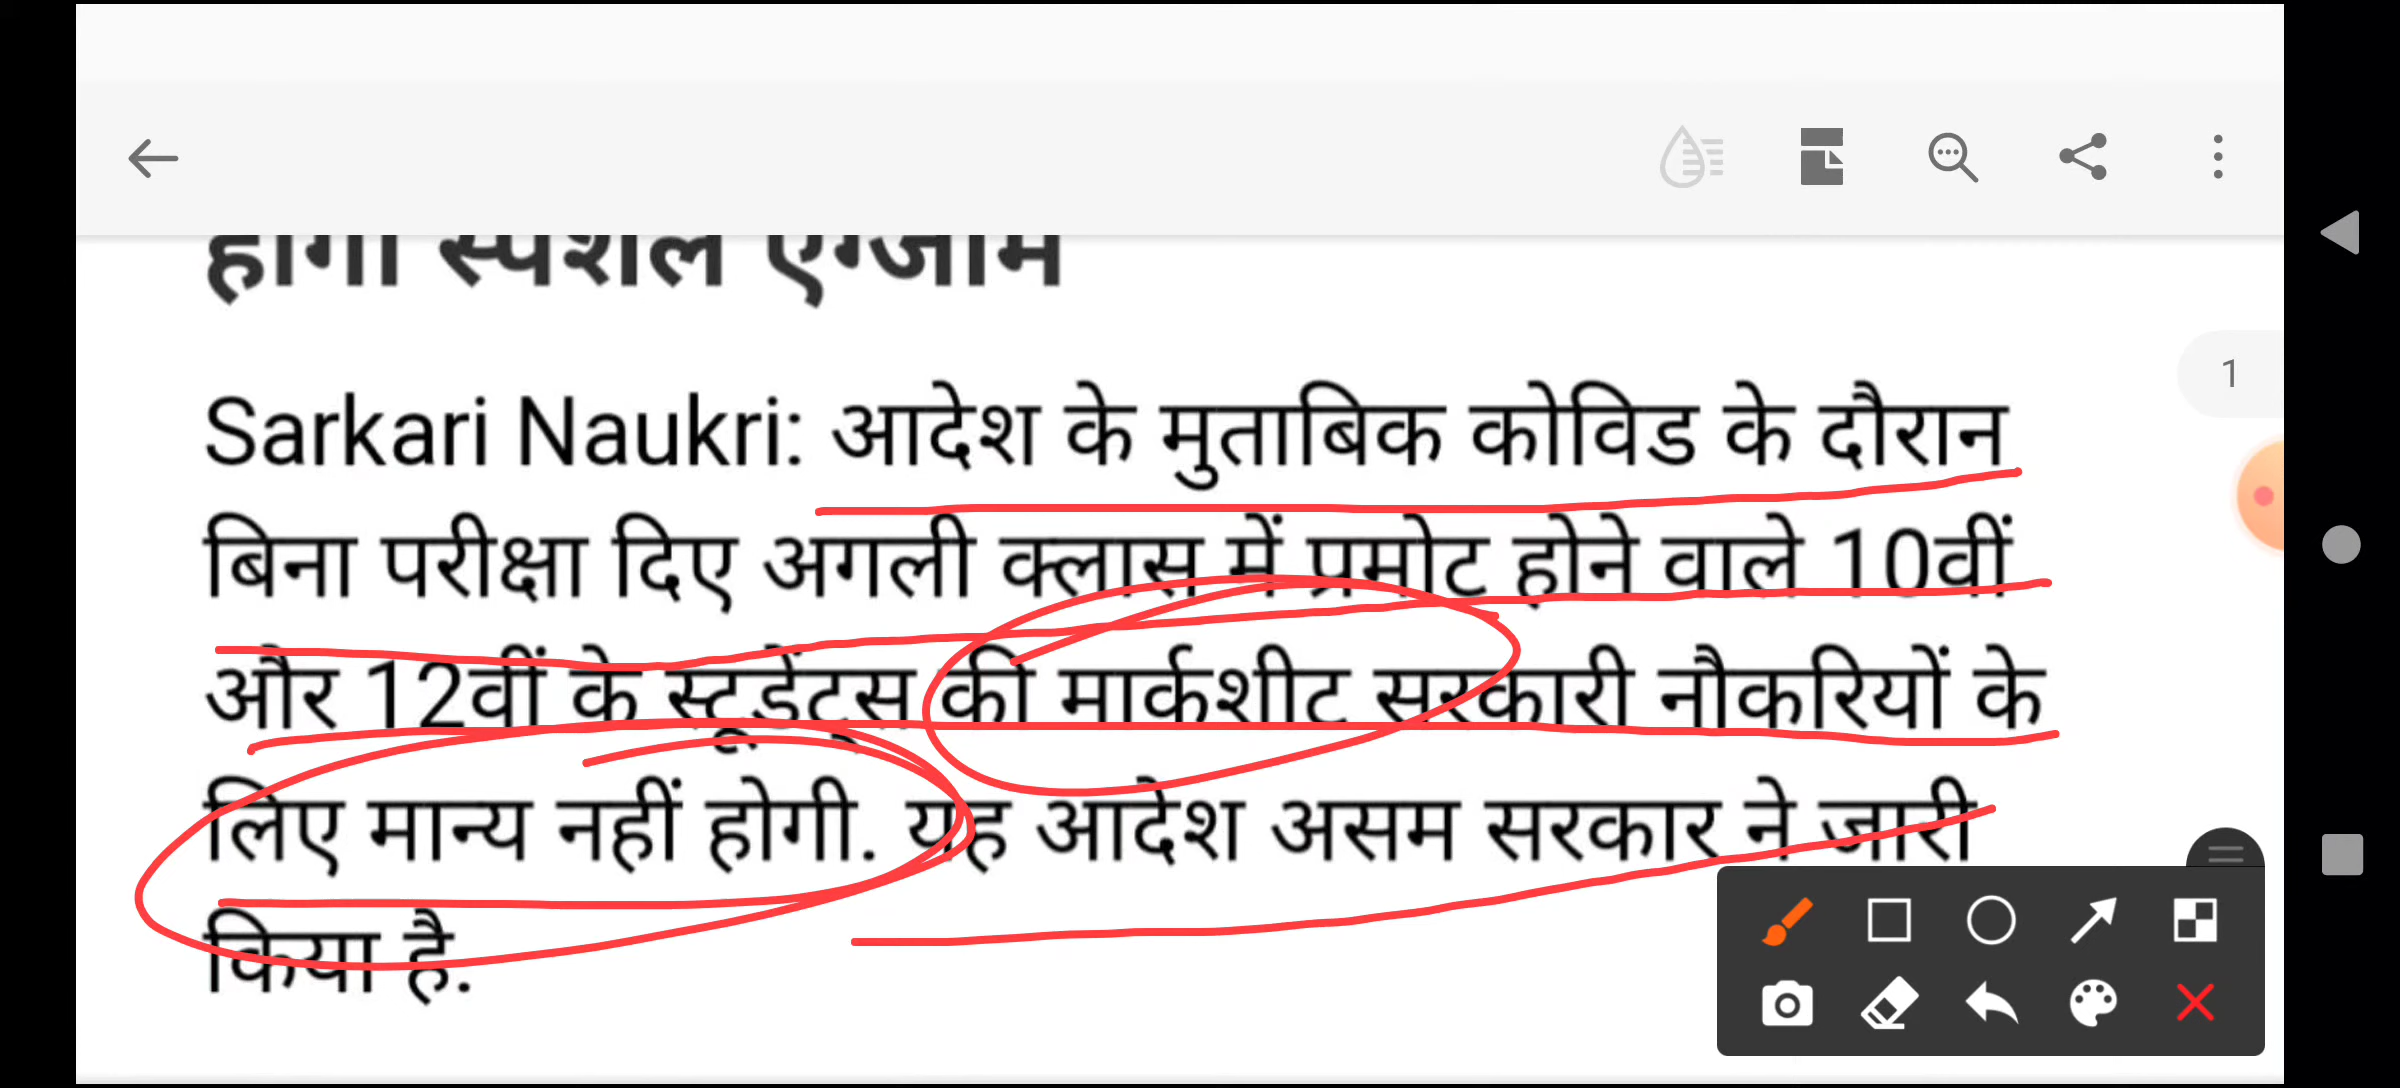 होगा स्पेशल एग्जाम
1
Sarkari Naukri: आदेश के मुताबिक कोविड के दौरान
बिना परीक्षा दिए अगली क्लास में प्रमोट होने वाले 10वीं
और 12वीं के स्टूडेंट्स की मार्कशीट सरकारी नौकरियों के
लिए मान्य नहीं होगी. यह आदेश असम सरकार ने जारी
किया है.